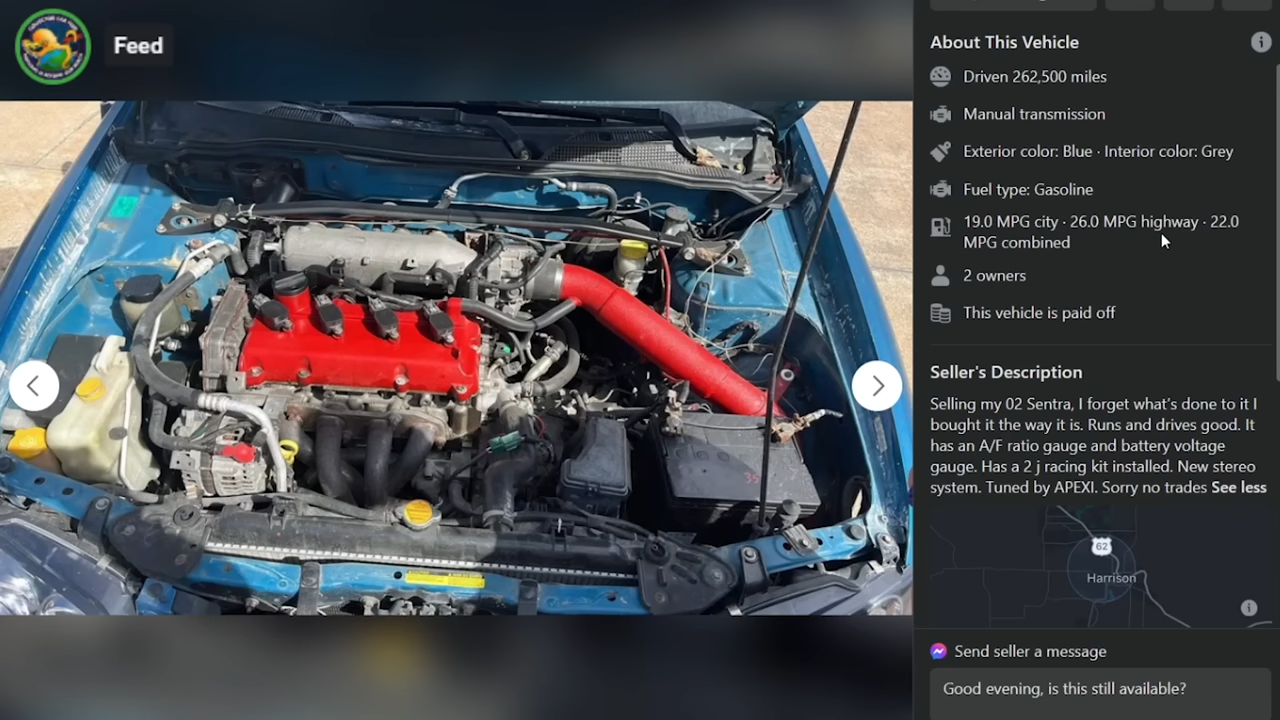 Feed
About This Vehicle
Driven 262,500 miles
Manual transmission
Exterior color: Blue · Interior color: Grey
Fuel type: Gasoline
19.0 MPG city · 26.0 MPG highway · 22.0
MPG combined
2 owners
This vehicle is paid off
Seller's Description
Selling my 02 Sentra, I forget what's done to it I
bought it the way it is. Runs and drives good. It
has an A/F ratio gauge and battery voltage
gauge. Has a 2 j racing kit installed. New stereo
system. Tuned by APEXI. Sorry no trades See less
62
Harrison
Send seller a message
Good evening, is this still available?
35